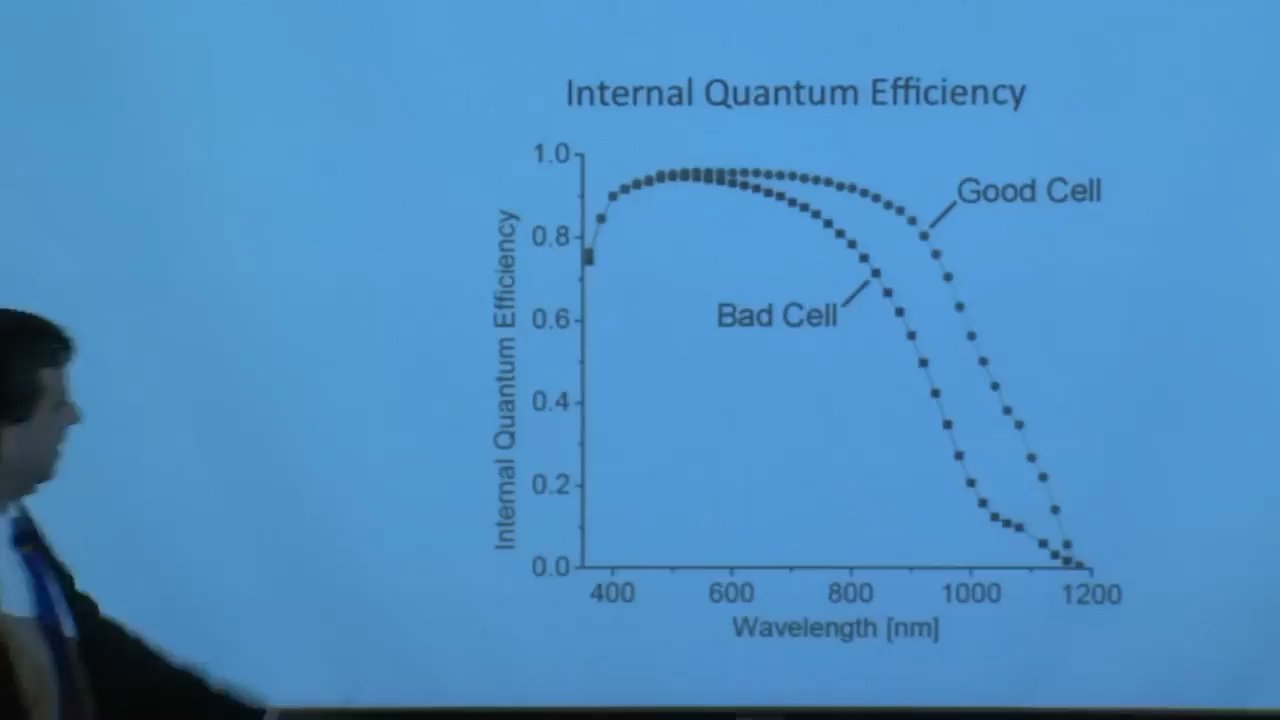 Internal Quantum Efficiency
1.0
Good Cell
0.8
Bad Cell
0.6
0.4
0.2
0.0
Internal Quantum Efficiency
400 600 800 1000 1200
Wavelength [nm]